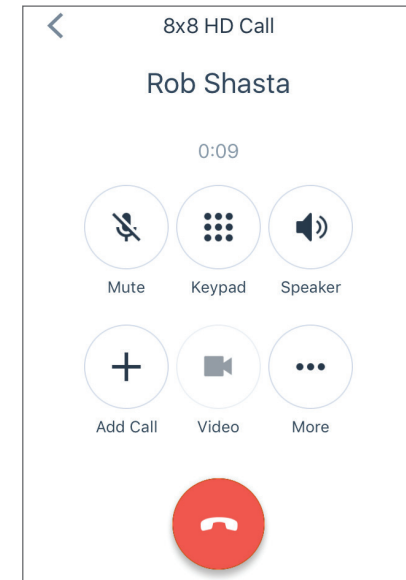 8x8 HD Call
Rob Shasta
0:09
Mute Keypad Speaker
Add Call Video More